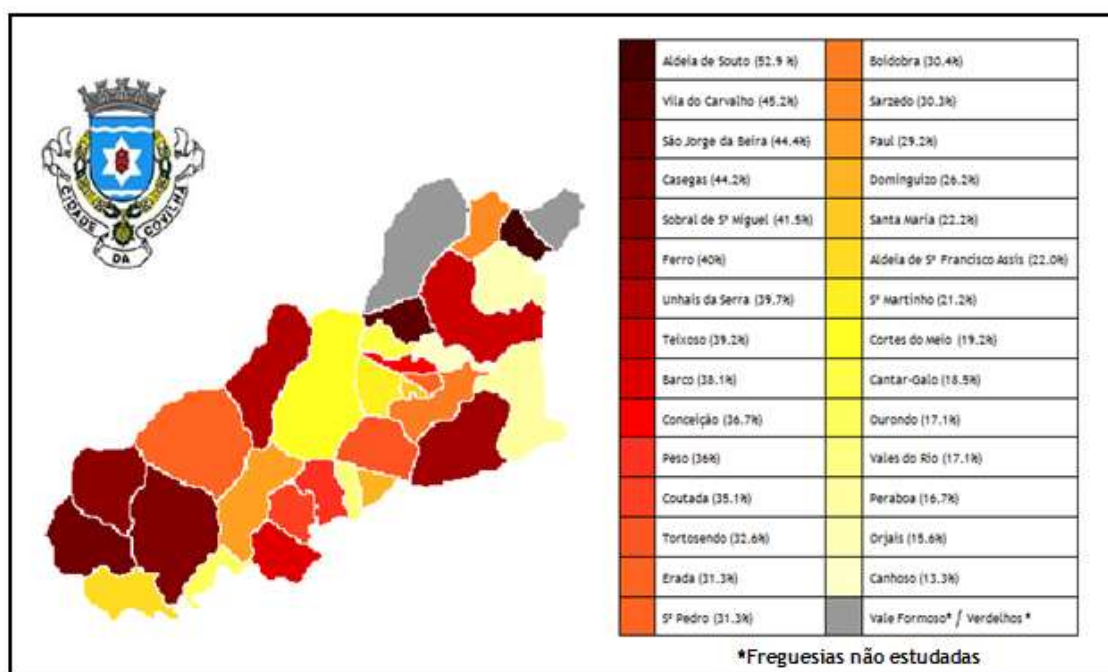 CIDADE DA COVILHÃ
Aldeia de Souto (52.9 %)
Vila do Carvalho (45.2%)
São Jorge da Beira (44.4%)
Casegas (44.2%)
Sobral de Sº Miguel (41.5%)
Ferro (40%)
Unhais da Serra (39.7%)
Teixoso (39.2%)
Barco (38.1%)
Conceição (36.7%)
Peso (36%)
Coutada (35.1%)
Tortosendo (32.6%)
Erada (31.3%)
Sº Pedro (31.3%)
Boidobra (30.4%)
Sarzedo (30.3%)
Paul (29.2%)
Dominguizo (26.2%)
Santa Maria (22.2%)
Aldeia de Sº Francisco Assis (22.0%)
Sº Martinho (21.2%)
Cortes do Meio (19.2%)
Cantar-Galo (18.5%)
Ourondo (17.1%)
Vales do Rio (17.1%)
Peraboa (16.7%)
Orjais (15.6%)
Canhoso (13.3%)
Vale Formoso* / Verdelhos *
*Freguesias não estudadas